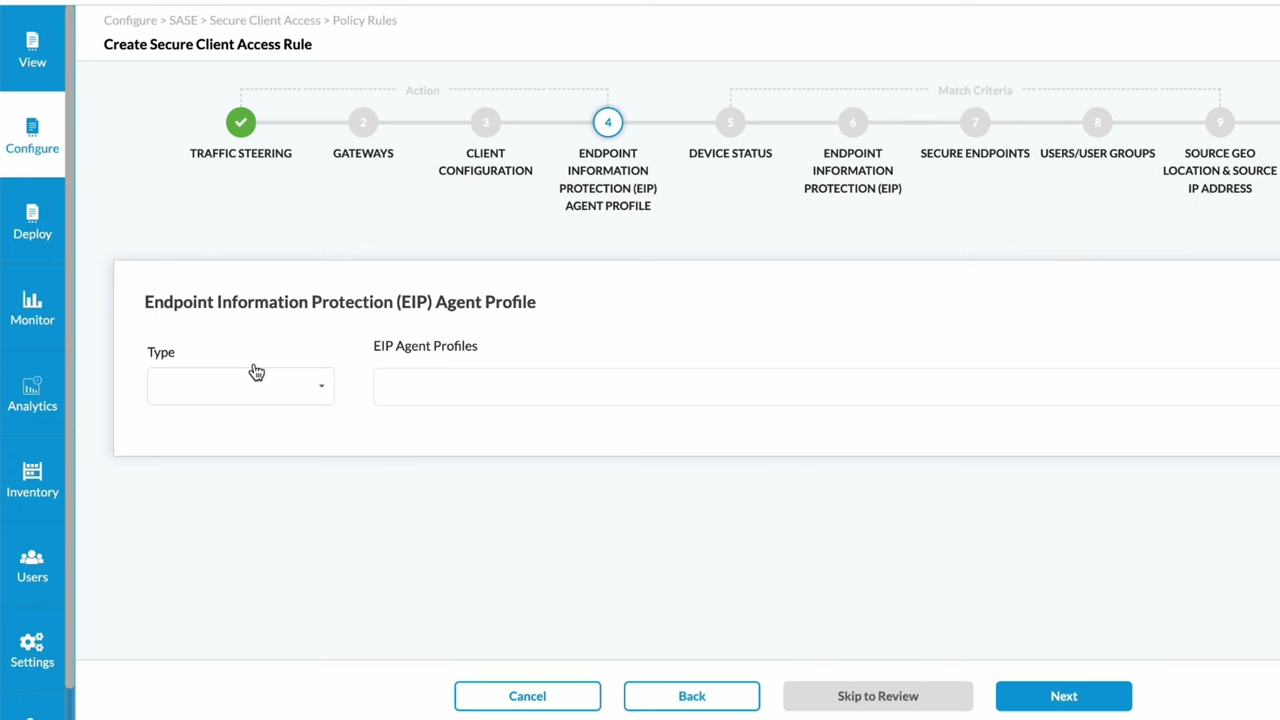 View
Configure
Deploy
Monitor
Analytics
Inventory
Users
Settings
Configure > SASE > Secure Client Access > Policy Rules
Create Secure Client Access Rule
Action
Match Criteria
2
3
4
5
6
7
8
9
TRAFFIC STEERING
GATEWAYS
CLIENT
CONFIGURATION
ENDPOINT
INFORMATION
PROTECTION (EIP)
AGENT PROFILE
DEVICE STATUS
ENDPOINT
INFORMATION
PROTECTION (EIP)
SECURE ENDPOINTS
USERS/USER GROUPS
SOURCE GEO
LOCATION & SOURCE
IP ADDRESS
Endpoint Information Protection (EIP) Agent Profile
Type
EIP Agent Profiles
Cancel
Back
Skip to Review
Next